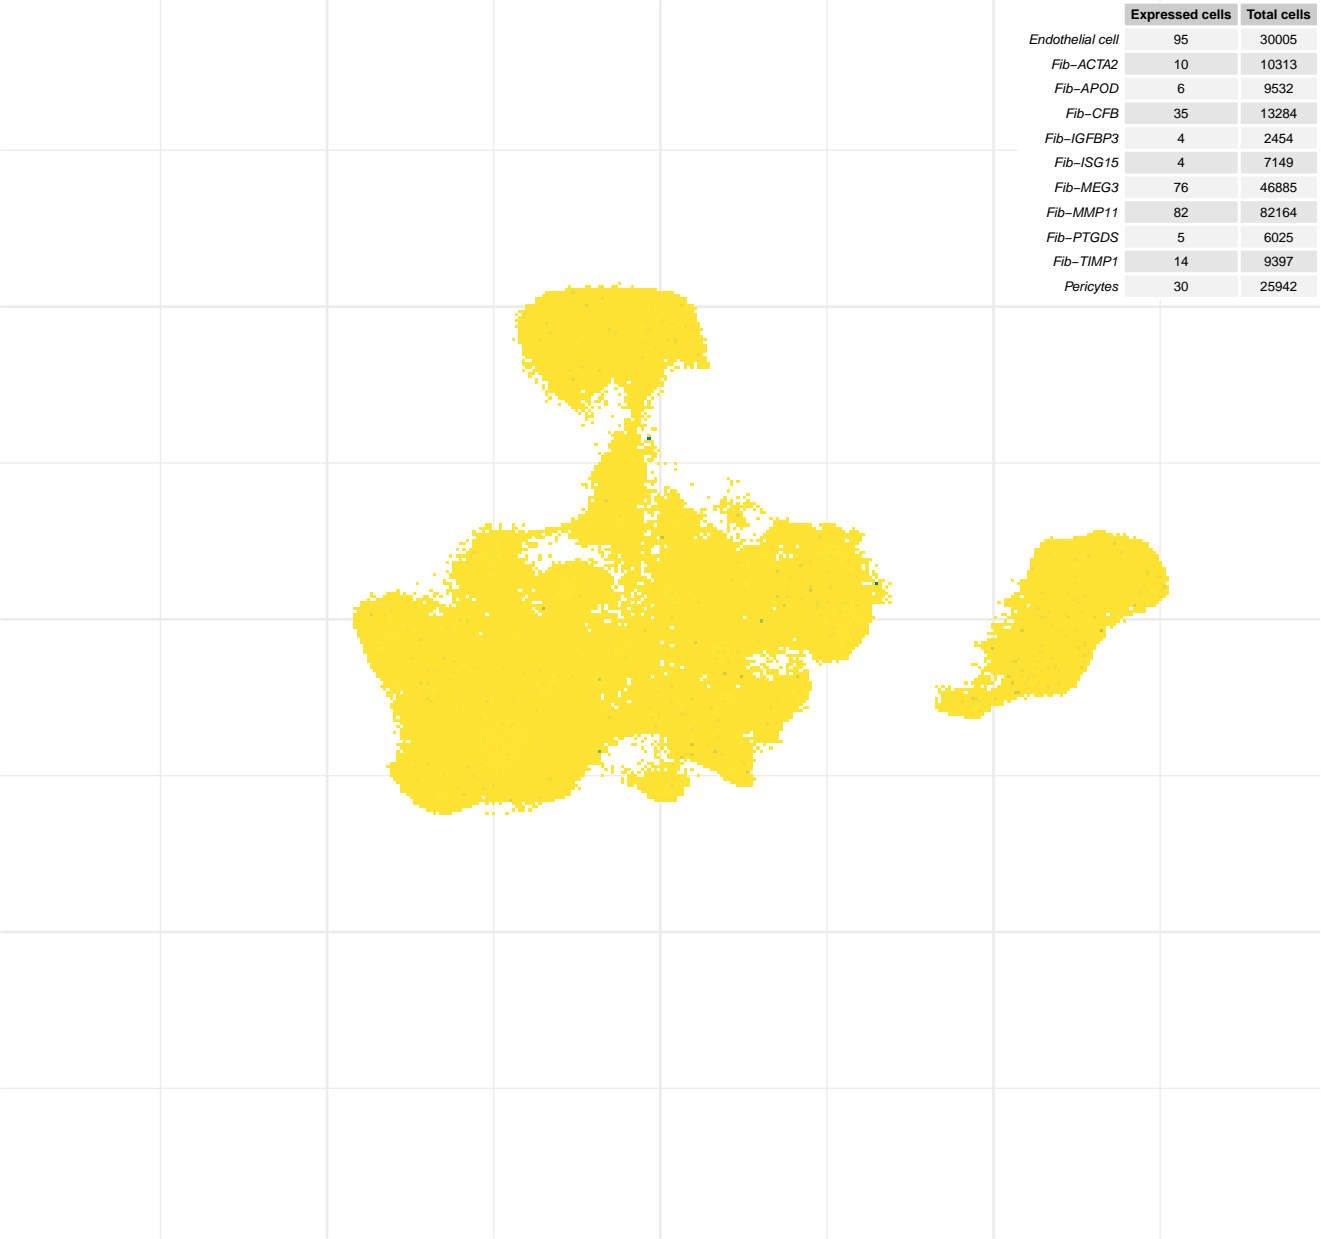 Expressed cells Total cells
Endothelial cell 95 30005
Fib−ACTA2 10 10313
Fib−APOD 6 9532
Fib−CFB 35 13284
Fib−IGFBP3 4 2454
Fib−ISG15 4 7149
Fib−MEG3 76 46885
Fib−MMP11 82 82164
Fib−PTGDS 5 6025
Fib−TIMP1 14 9397
Pericytes 30 25942